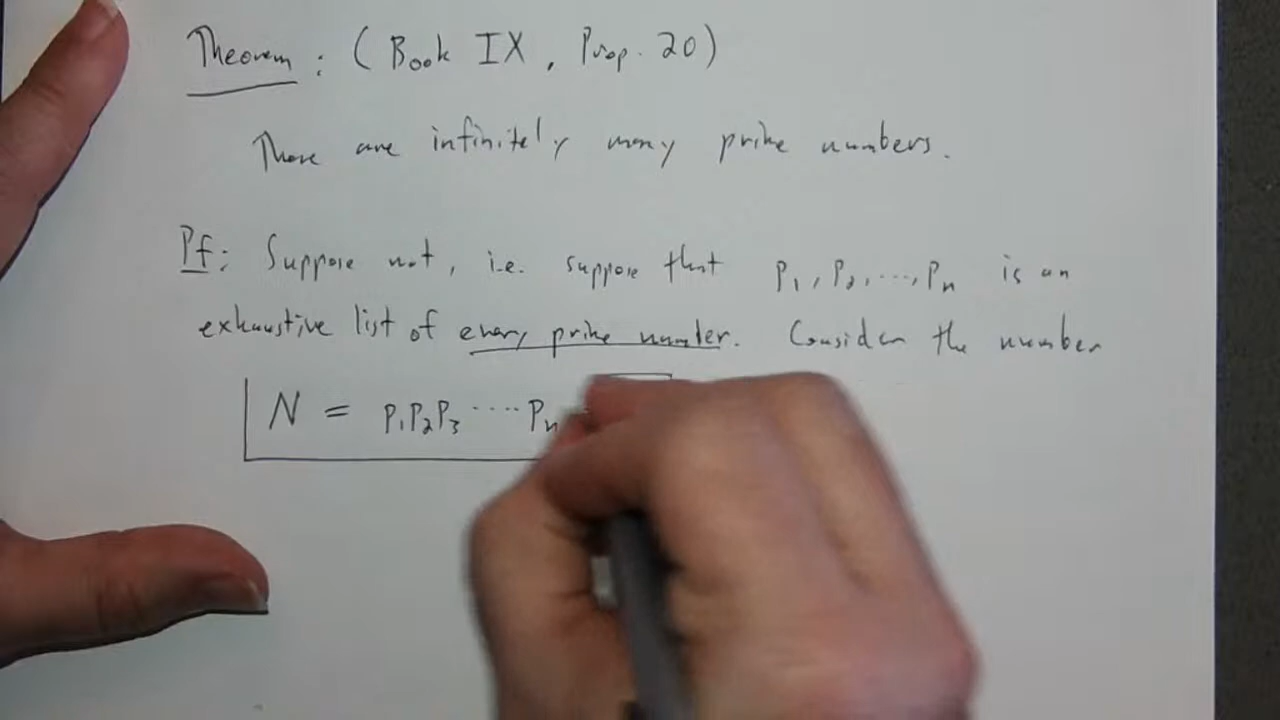 Theorem: (Book IX, Prop. 20)
There are infinitely many prime numbers.
Pf: Suppose not, i.e. suppose that p₁, p₂, ..., pₙ is an
exhaustive list of every prime number. Consider the number
N = p₁p₂p₃ ···· pₙ